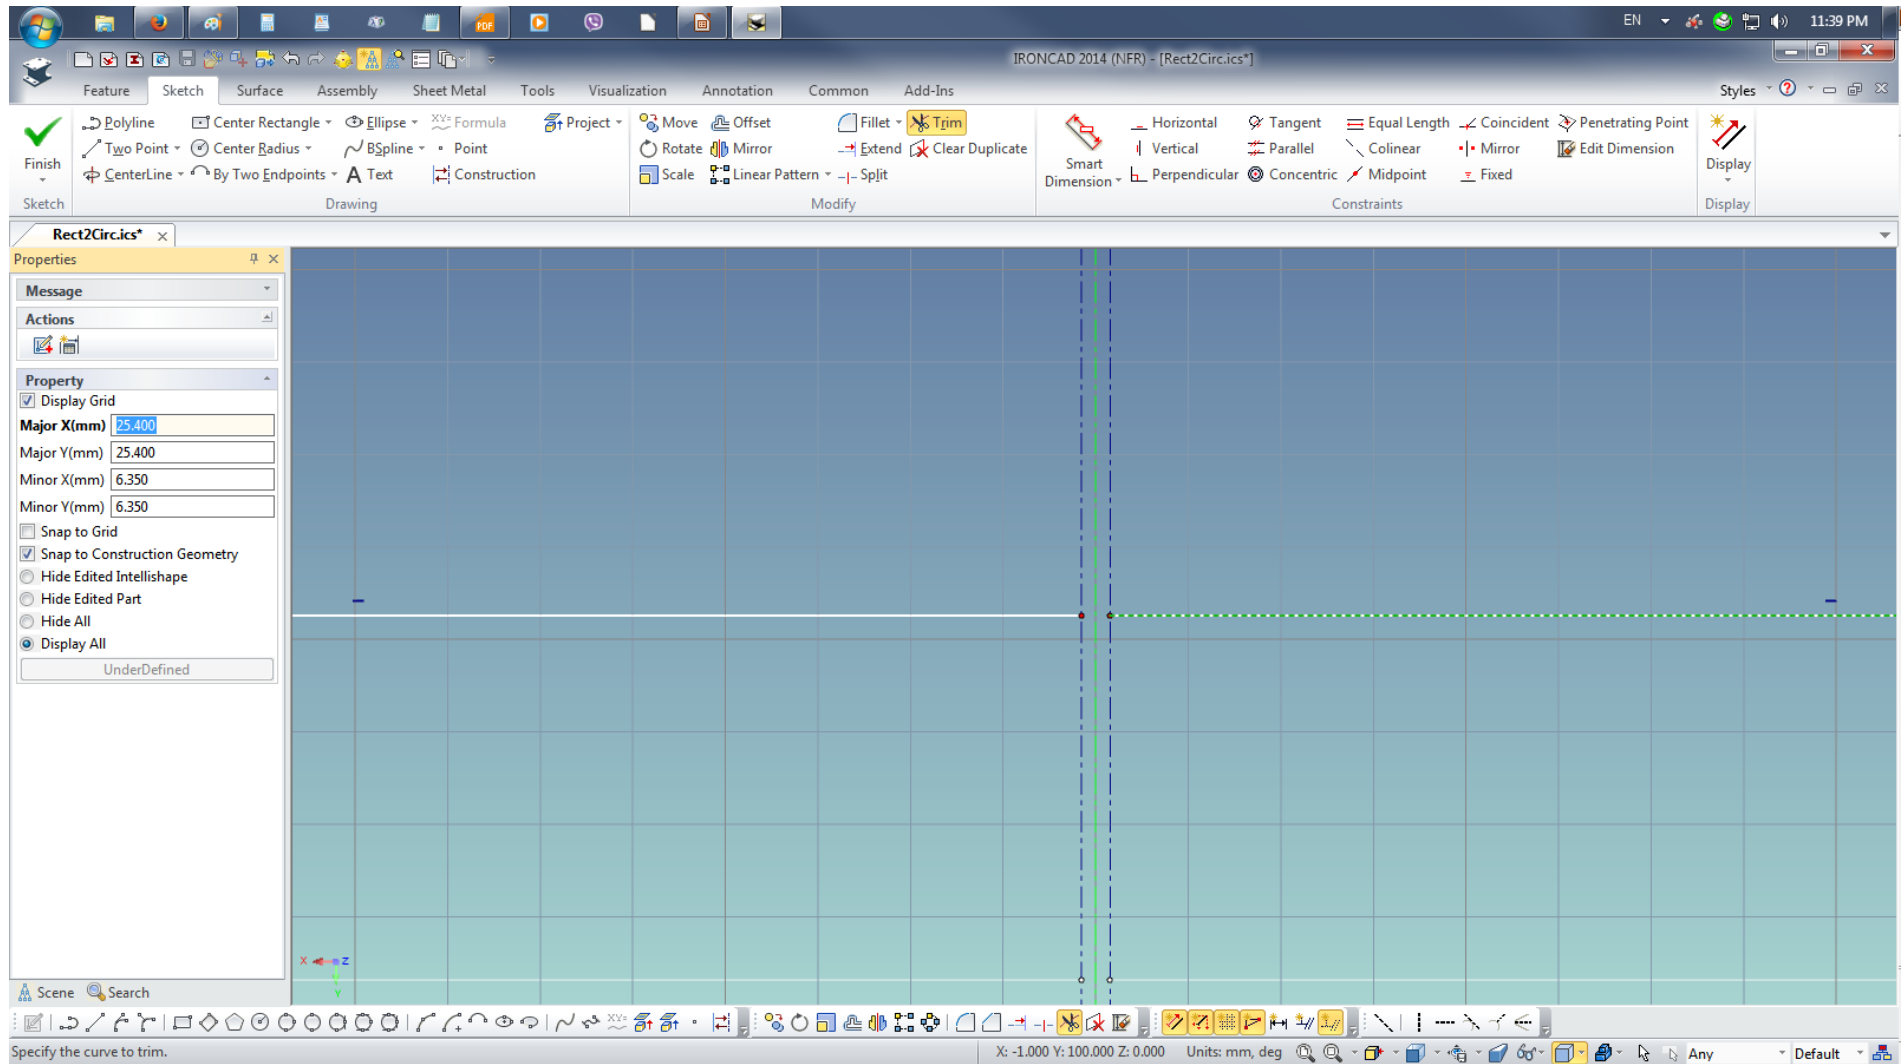 PDF
EN
11:39 PM
IRONCAD 2014 (NFR) - [Rect2Circ.ics*]
Feature Sketch Surface Assembly Sheet Metal Tools Visualization Annotation Common Add-Ins Styles
Polyline Center Rectangle Ellipse XY= Formula Project Move Offset Fillet Trim Horizontal Tangent Equal Length Coincident Penetrating Point
Finish Two Point Center Radius BSpline Point Rotate Mirror Extend Clear Duplicate Smart Dimension Vertical Parallel Colinear Mirror Edit Dimension Display
CenterLine By Two Endpoints A Text Construction Scale Linear Pattern Split Perpendicular Concentric Midpoint Fixed
Sketch Drawing Modify Constraints Display
Rect2Circ.ics*
Properties
Message
Actions
Property
Display Grid
Major X(mm) 25.400
Major Y(mm) 25.400
Minor X(mm) 6.350
Minor Y(mm) 6.350
Snap to Grid
Snap to Construction Geometry
Hide Edited Intellishape
Hide Edited Part
Hide All
Display All
UnderDefined
X Z
Y
Scene Search
Specify the curve to trim.
X: -1.000 Y: 100.000 Z: 0.000 Units: mm, deg Any Default